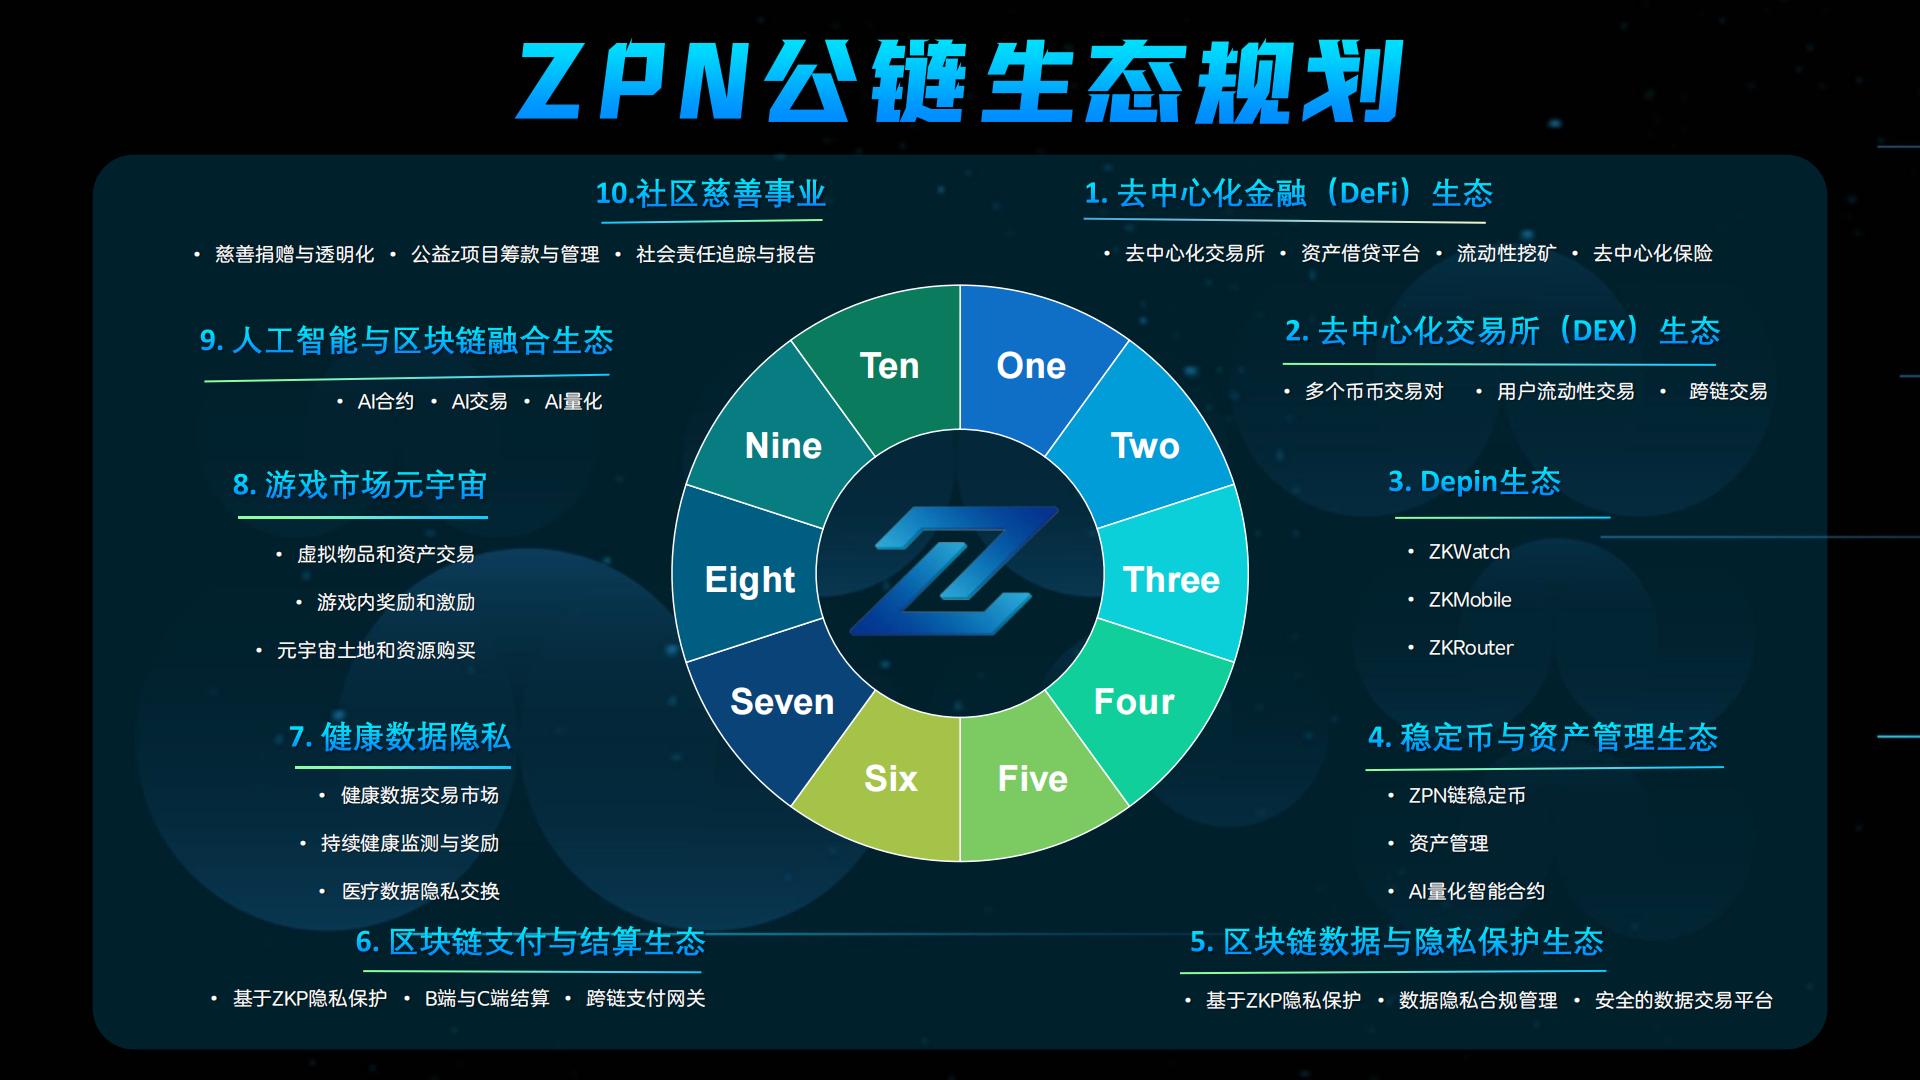 ZPN公链生态规划
10.社区慈善事业
• 慈善捐赠与透明化 • 公益z项目筹款与管理 • 社会责任追踪与报告
1. 去中心化金融（DeFi）生态
• 去中心化交易所 • 资产借贷平台 • 流动性挖矿 • 去中心化保险
9. 人工智能与区块链融合生态
• AI合约 • AI交易 • AI量化
2. 去中心化交易所（DEX）生态
• 多个币币交易对 • 用户流动性交易 • 跨链交易
8. 游戏市场元宇宙
• 虚拟物品和资产交易
• 游戏内奖励和激励
• 元宇宙土地和资源购买
3. Depin生态
• ZKWatch
• ZKMobile
• ZKRouter
7. 健康数据隐私
• 健康数据交易市场
• 持续健康监测与奖励
• 医疗数据隐私交换
4. 稳定币与资产管理生态
• ZPN链稳定币
• 资产管理
• AI量化智能合约
6. 区块链支付与结算生态
• 基于ZKP隐私保护 • B端与C端结算 • 跨链支付网关
5. 区块链数据与隐私保护生态
• 基于ZKP隐私保护 • 数据隐私合规管理 • 安全的数据交易平台
One
Two
Three
Four
Five
Six
Seven
Eight
Nine
Ten